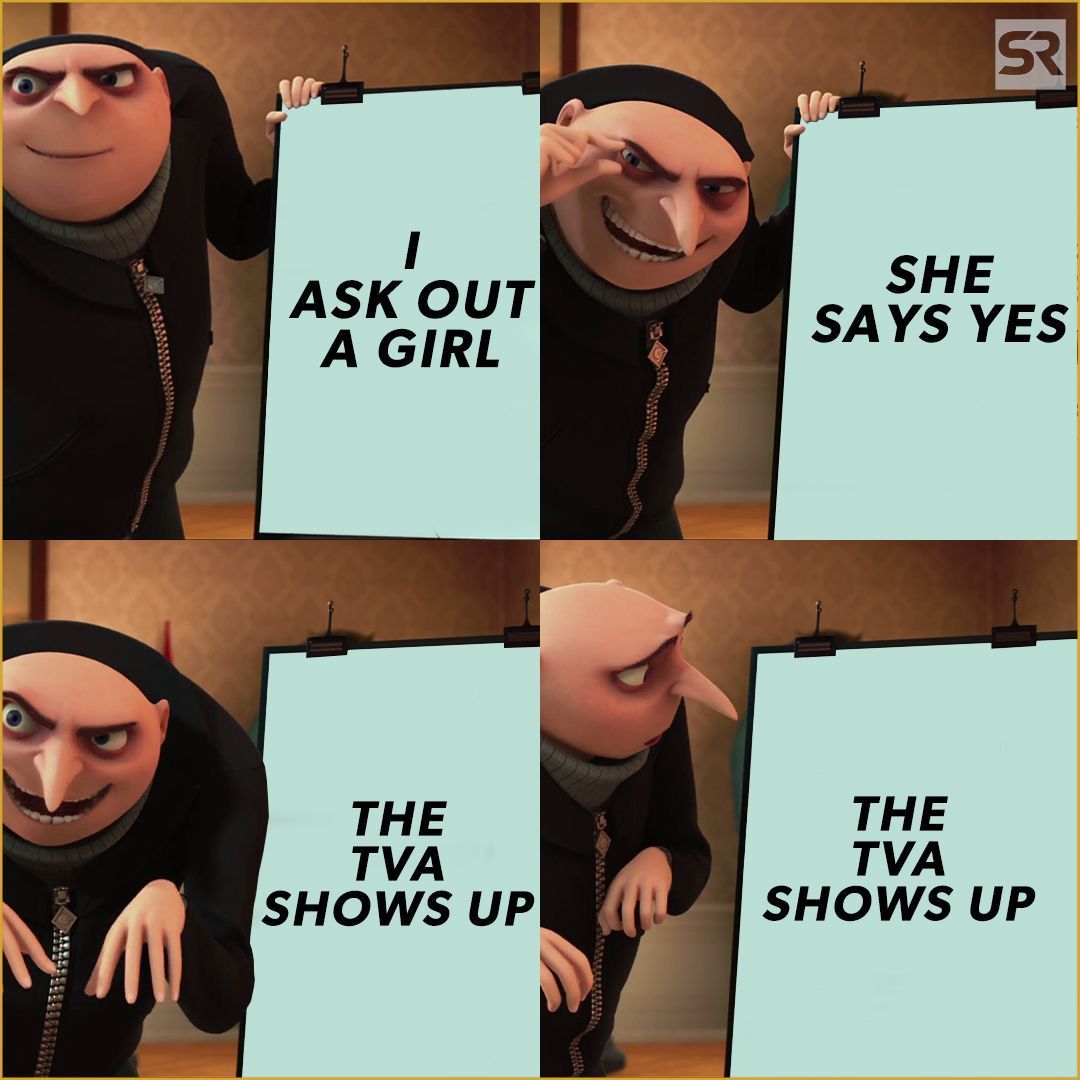 SR
I
ASK OUT
A GIRL
SHE
SAYS YES
THE
TVA
SHOWS UP
THE
TVA
SHOWS UP